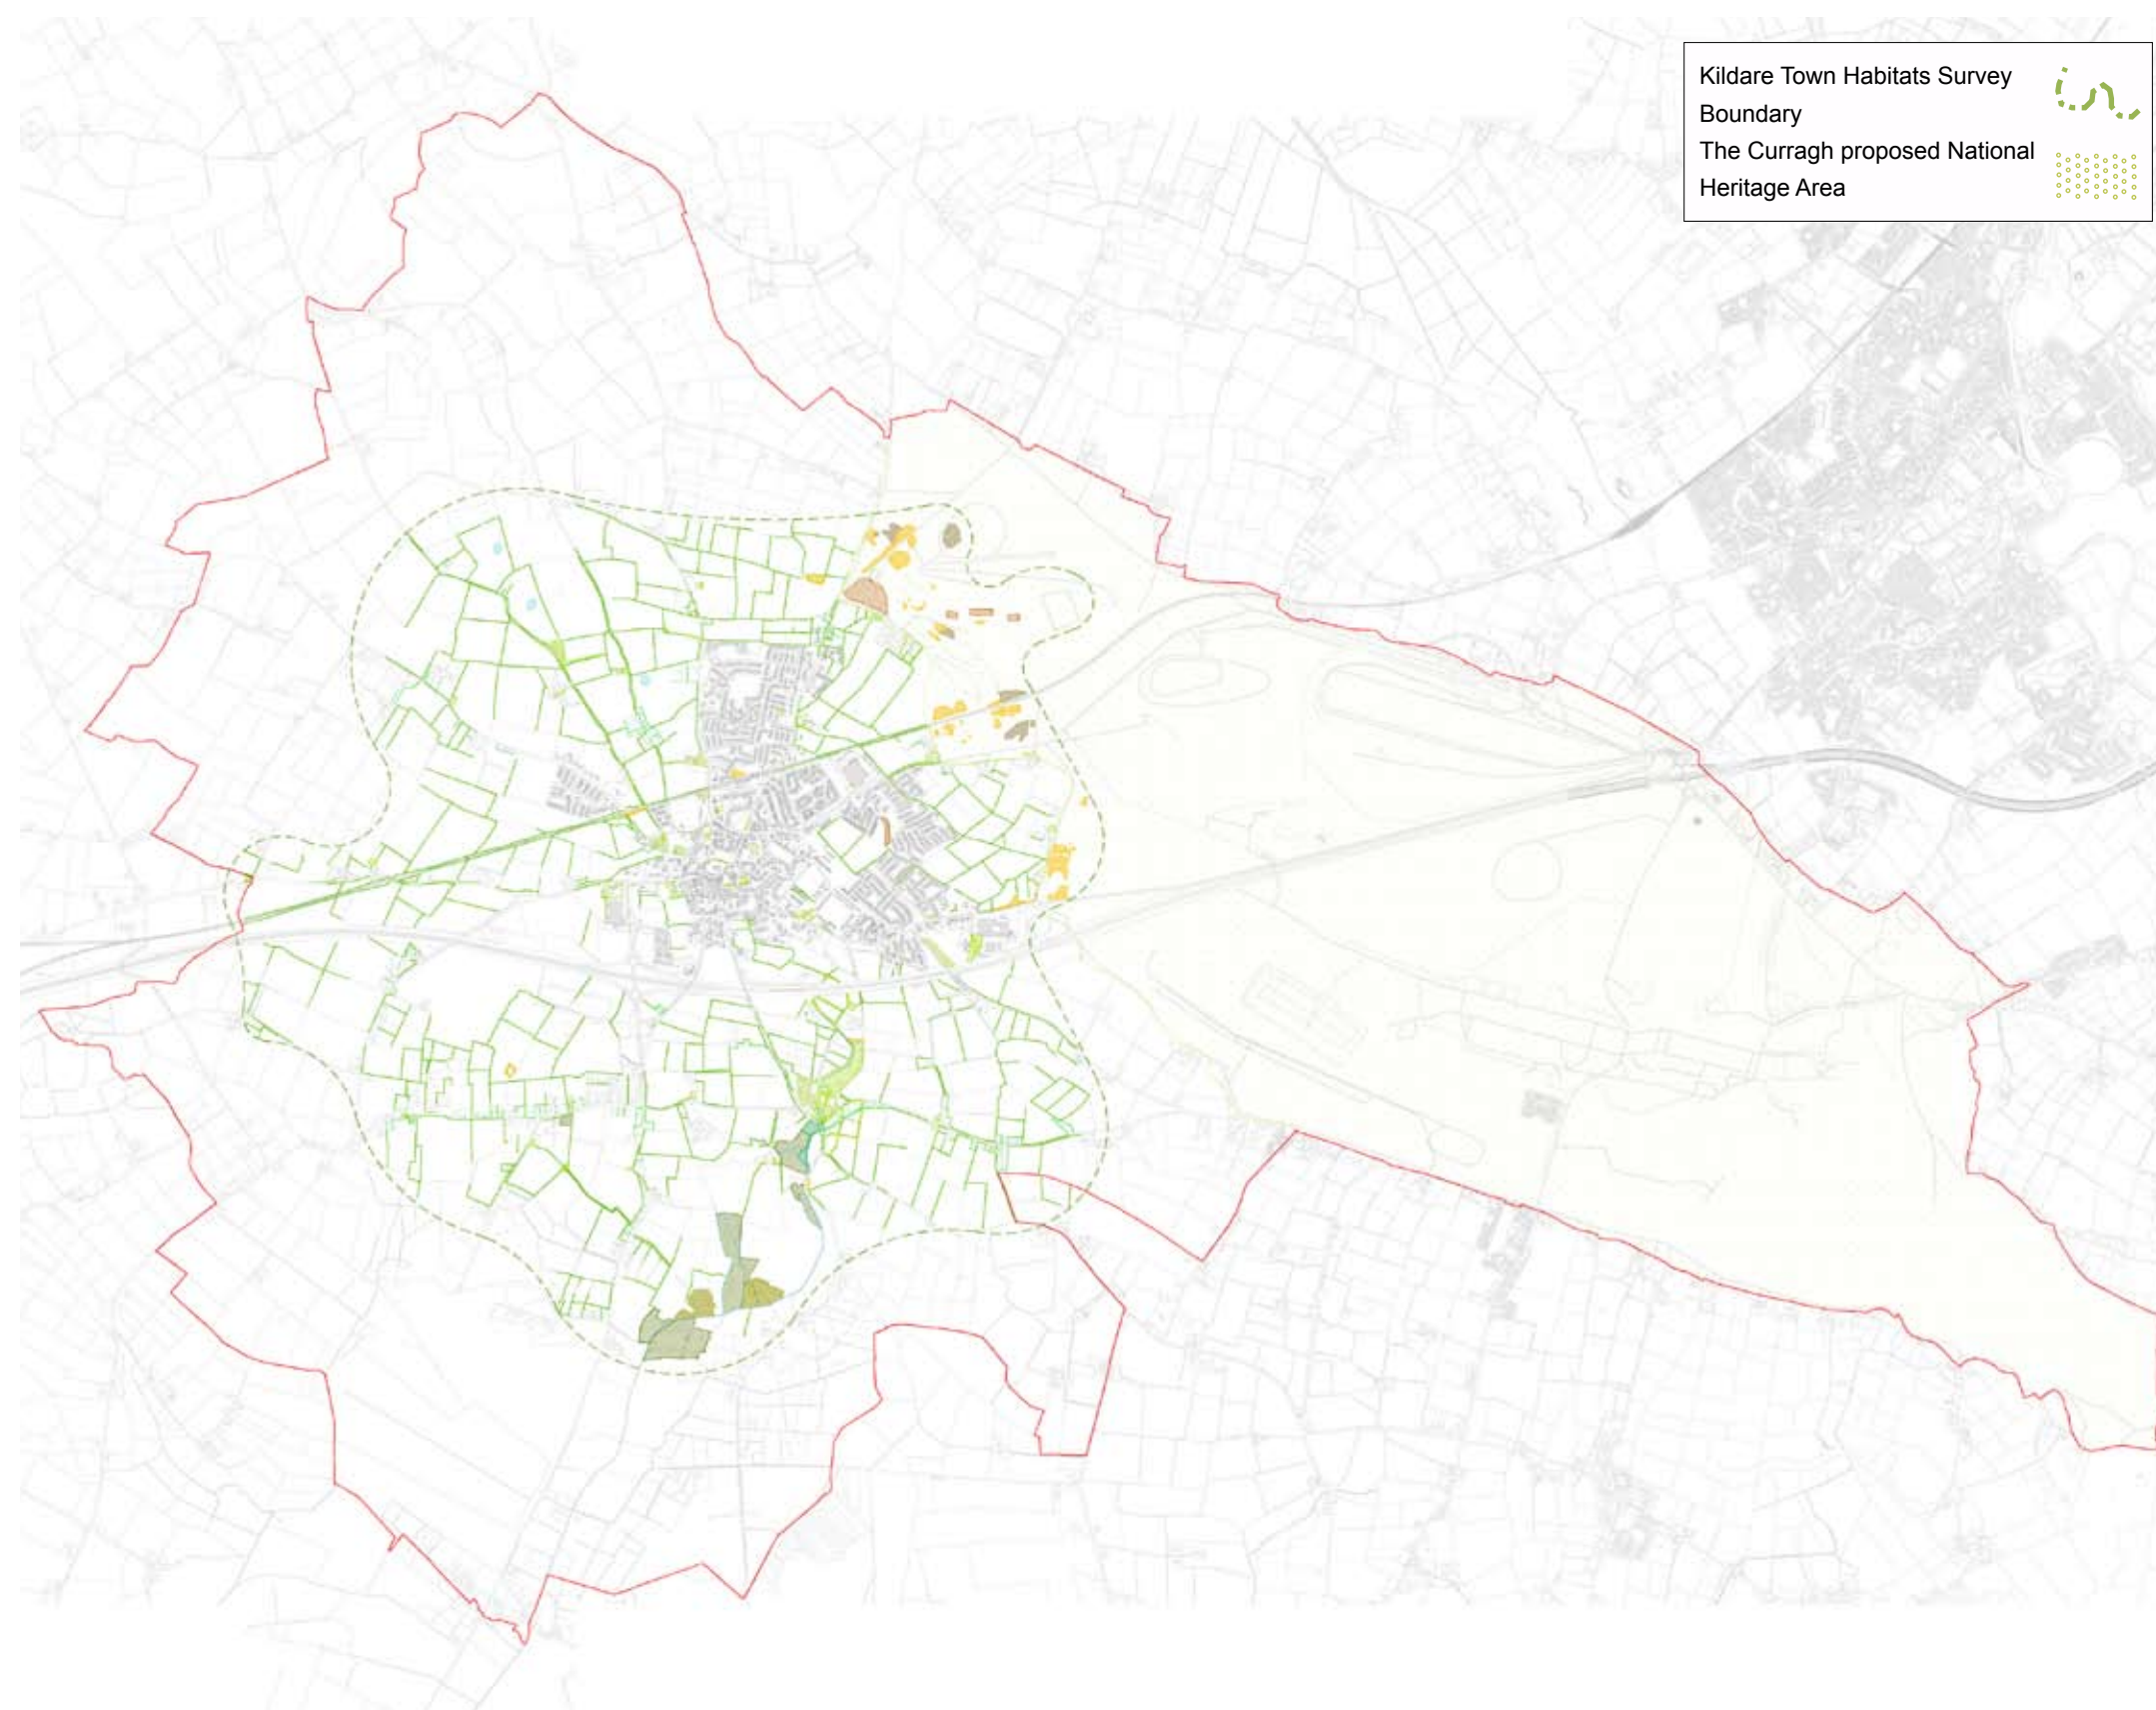 Kildare Town Habitats Survey
Boundary
The Curragh proposed National
Heritage Area